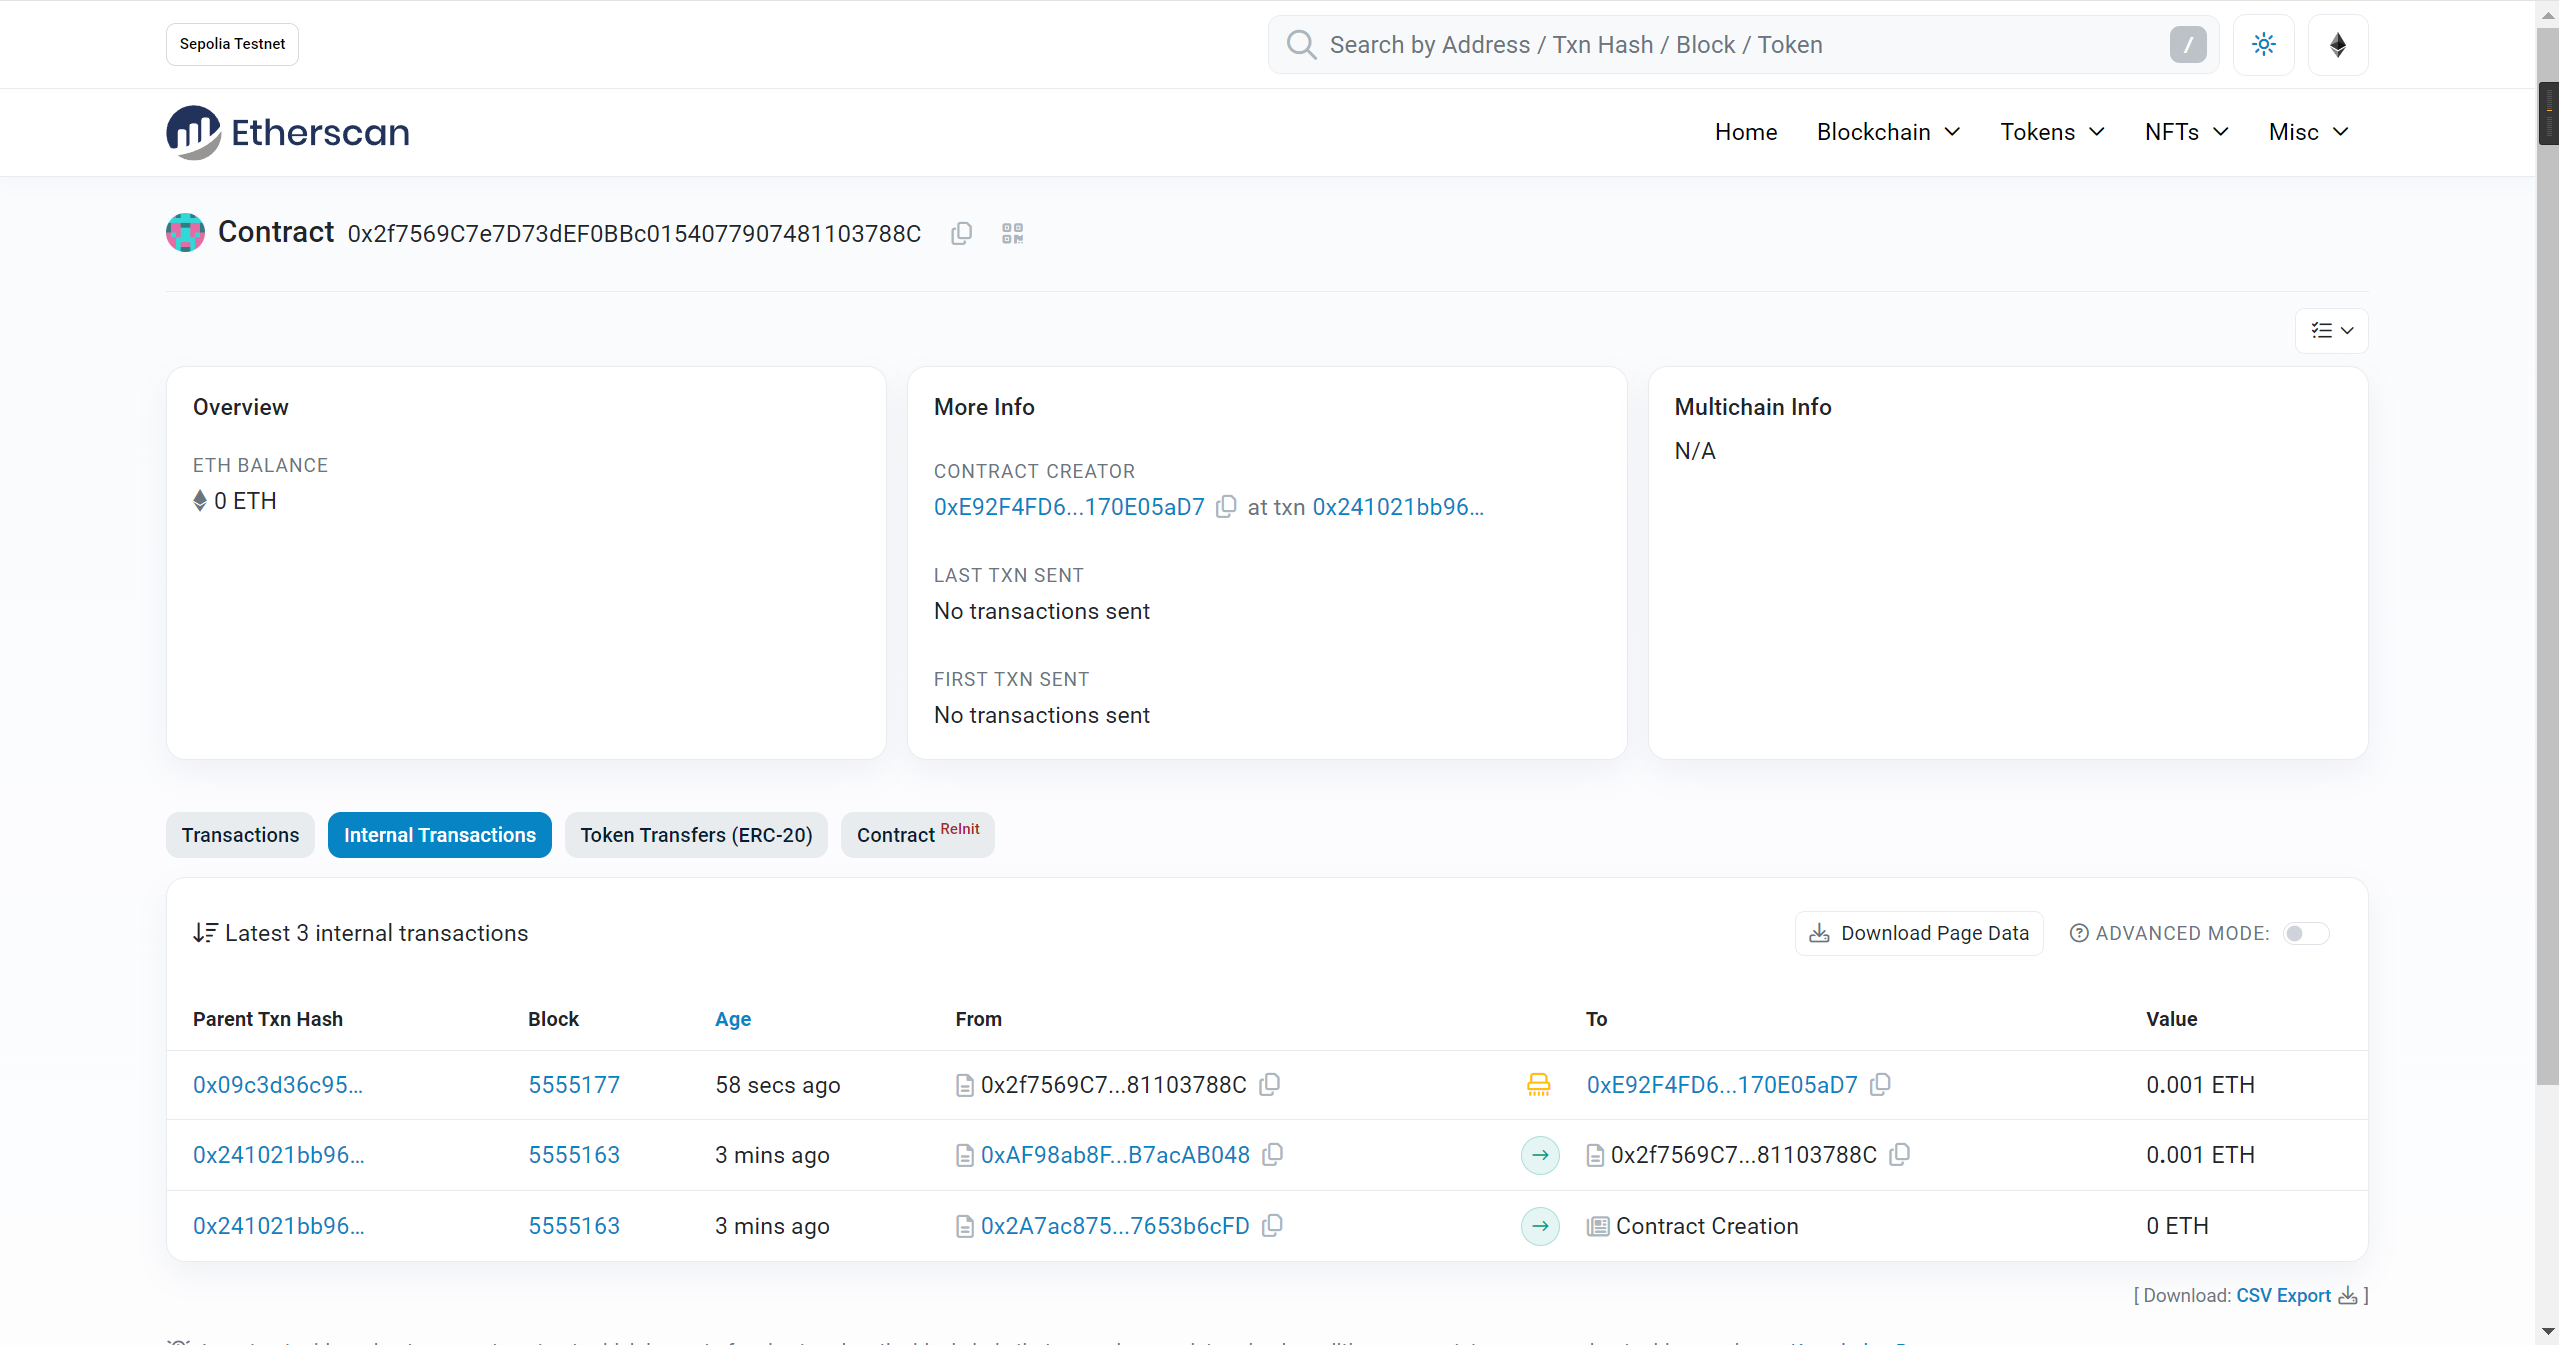 Sepolia Testnet
Search by Address / Txn Hash / Block / Token
/
Etherscan
Home Blockchain Tokens NFTs Misc
Contract 0x2f7569C7e7D73dEF0BBc0154077907481103788C
Overview
ETH BALANCE
0 ETH
More Info
CONTRACT CREATOR
0xE92F4FD6...170E05aD7 at txn 0x241021bb96...
LAST TXN SENT
No transactions sent
FIRST TXN SENT
No transactions sent
Multichain Info
N/A
Transactions Internal Transactions Token Transfers (ERC-20) Contract ReInit
Latest 3 internal transactions
Download Page Data ADVANCED MODE:
Parent Txn Hash Block Age From To Value
0x09c3d36c95... 5555177 58 secs ago 0x2f7569C7...81103788C 0xE92F4FD6...170E05aD7 0.001 ETH
0x241021bb96... 5555163 3 mins ago 0xAF98ab8F...B7acAB048 0x2f7569C7...81103788C 0.001 ETH
0x241021bb96... 5555163 3 mins ago 0x2A7ac875...7653b6cFD Contract Creation 0 ETH
[ Download: CSV Export ]